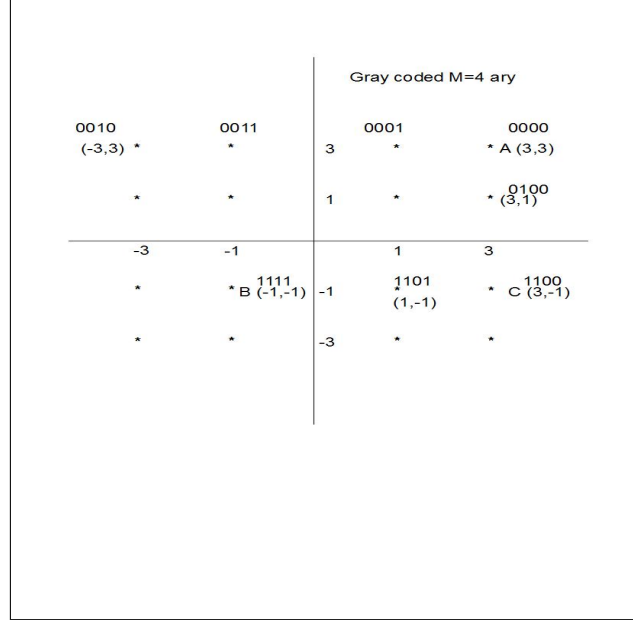 Gray coded M=4 ary
0010 0011 0001 0000
(-3,3) * * 3 * * A (3,3)
0100
* * 1 * * (3,1)
-3 -1 1 3
1111 1101 1100
* * B (-1,-1) -1 * * C (3,-1)
(1,-1)
* * -3 * *